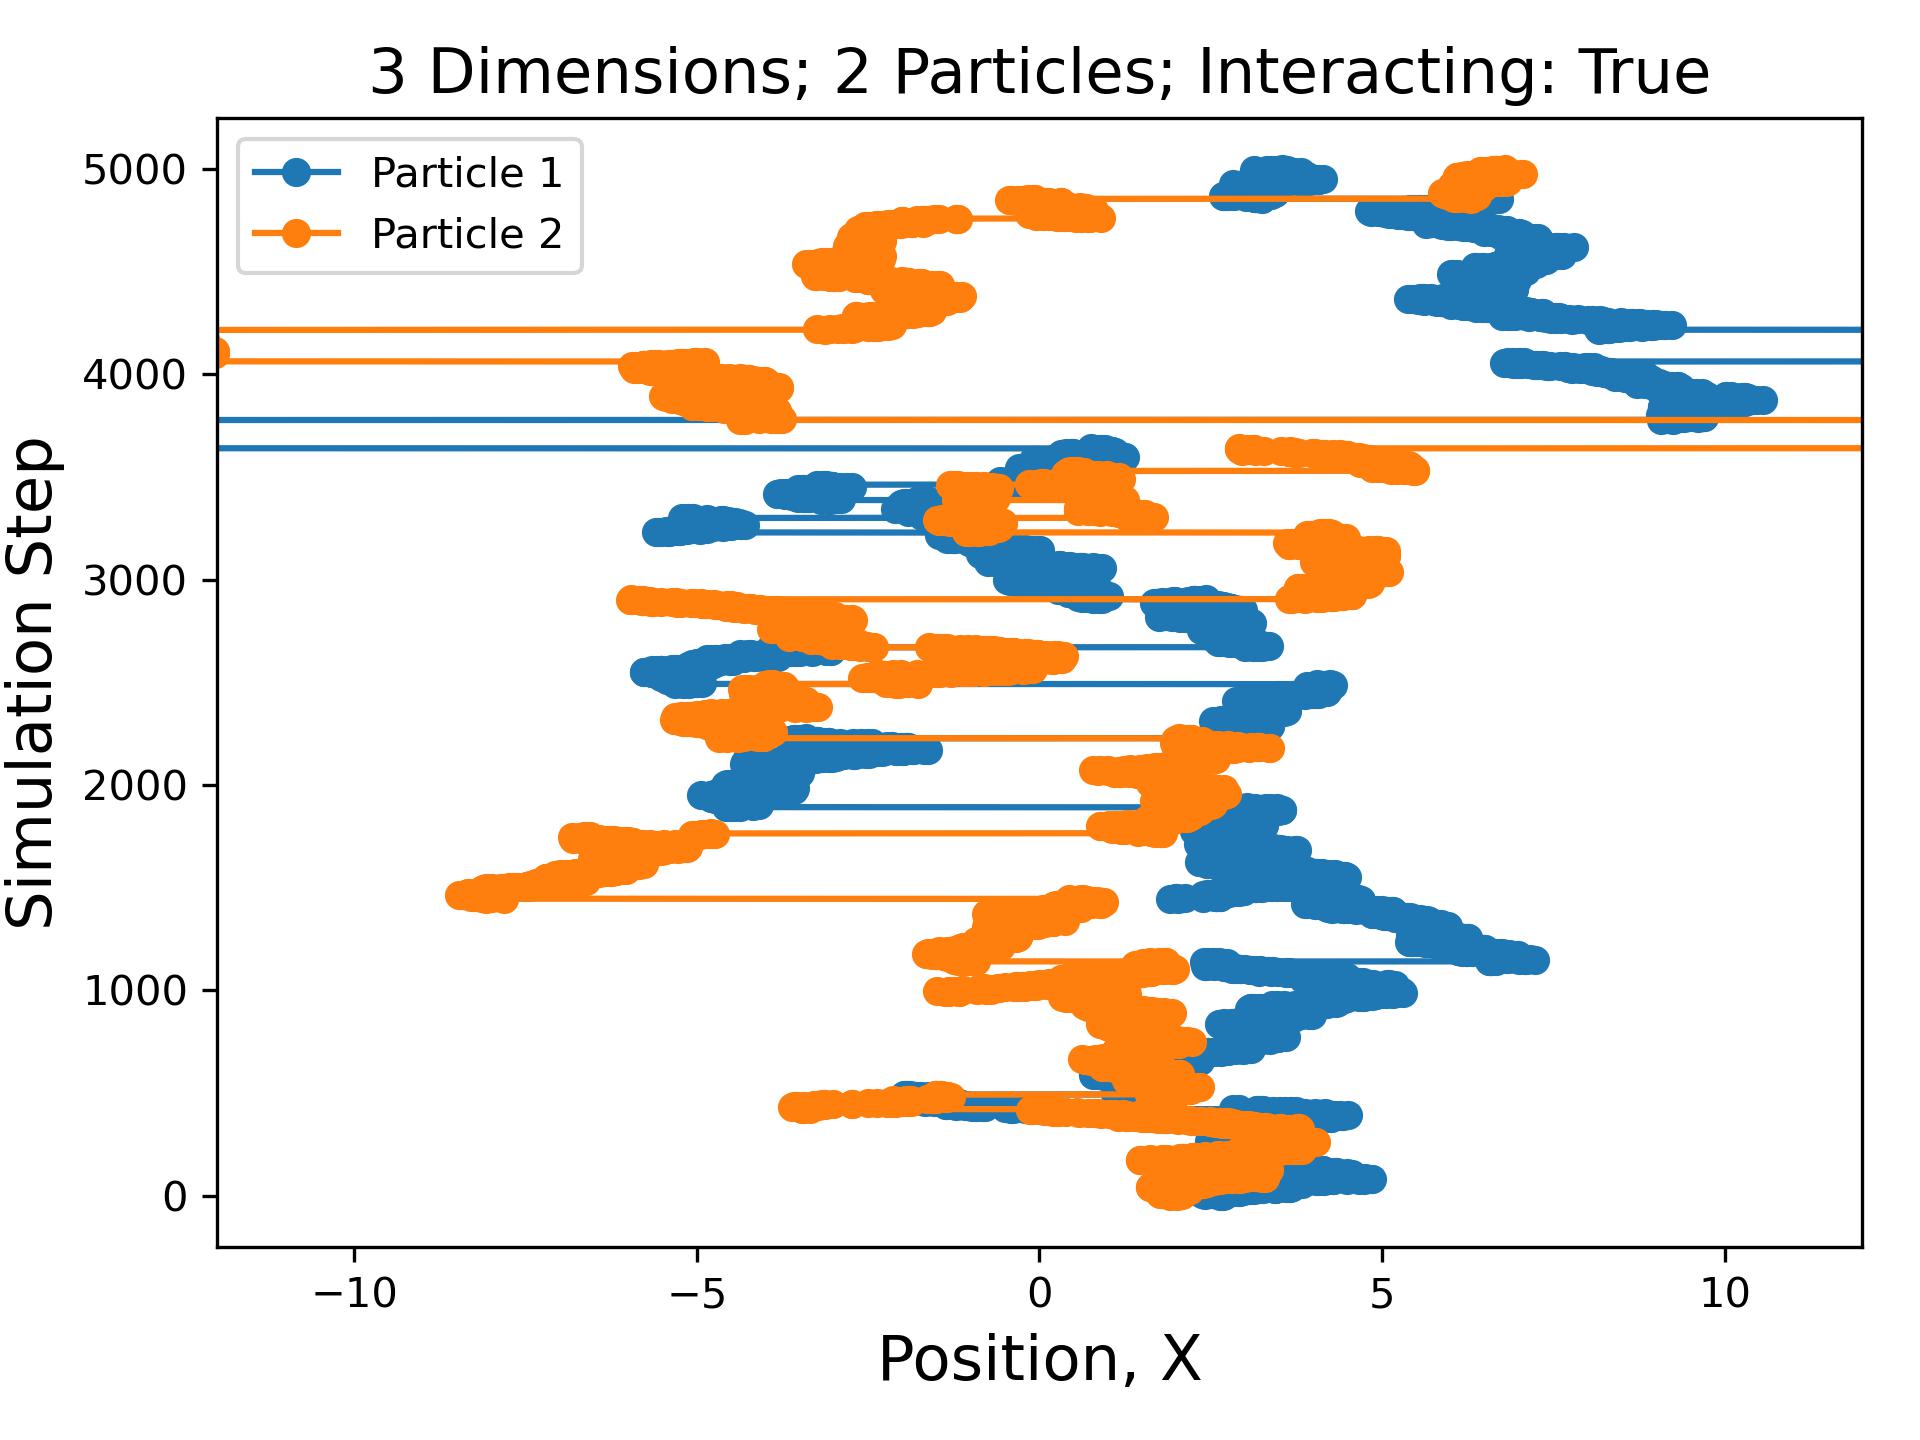 3 Dimensions; 2 Particles; Interacting: True
Particle 1
Particle 2
5000
4000
3000
2000
1000
0
Simulation Step
−10
−5
0
5
10
Position, X